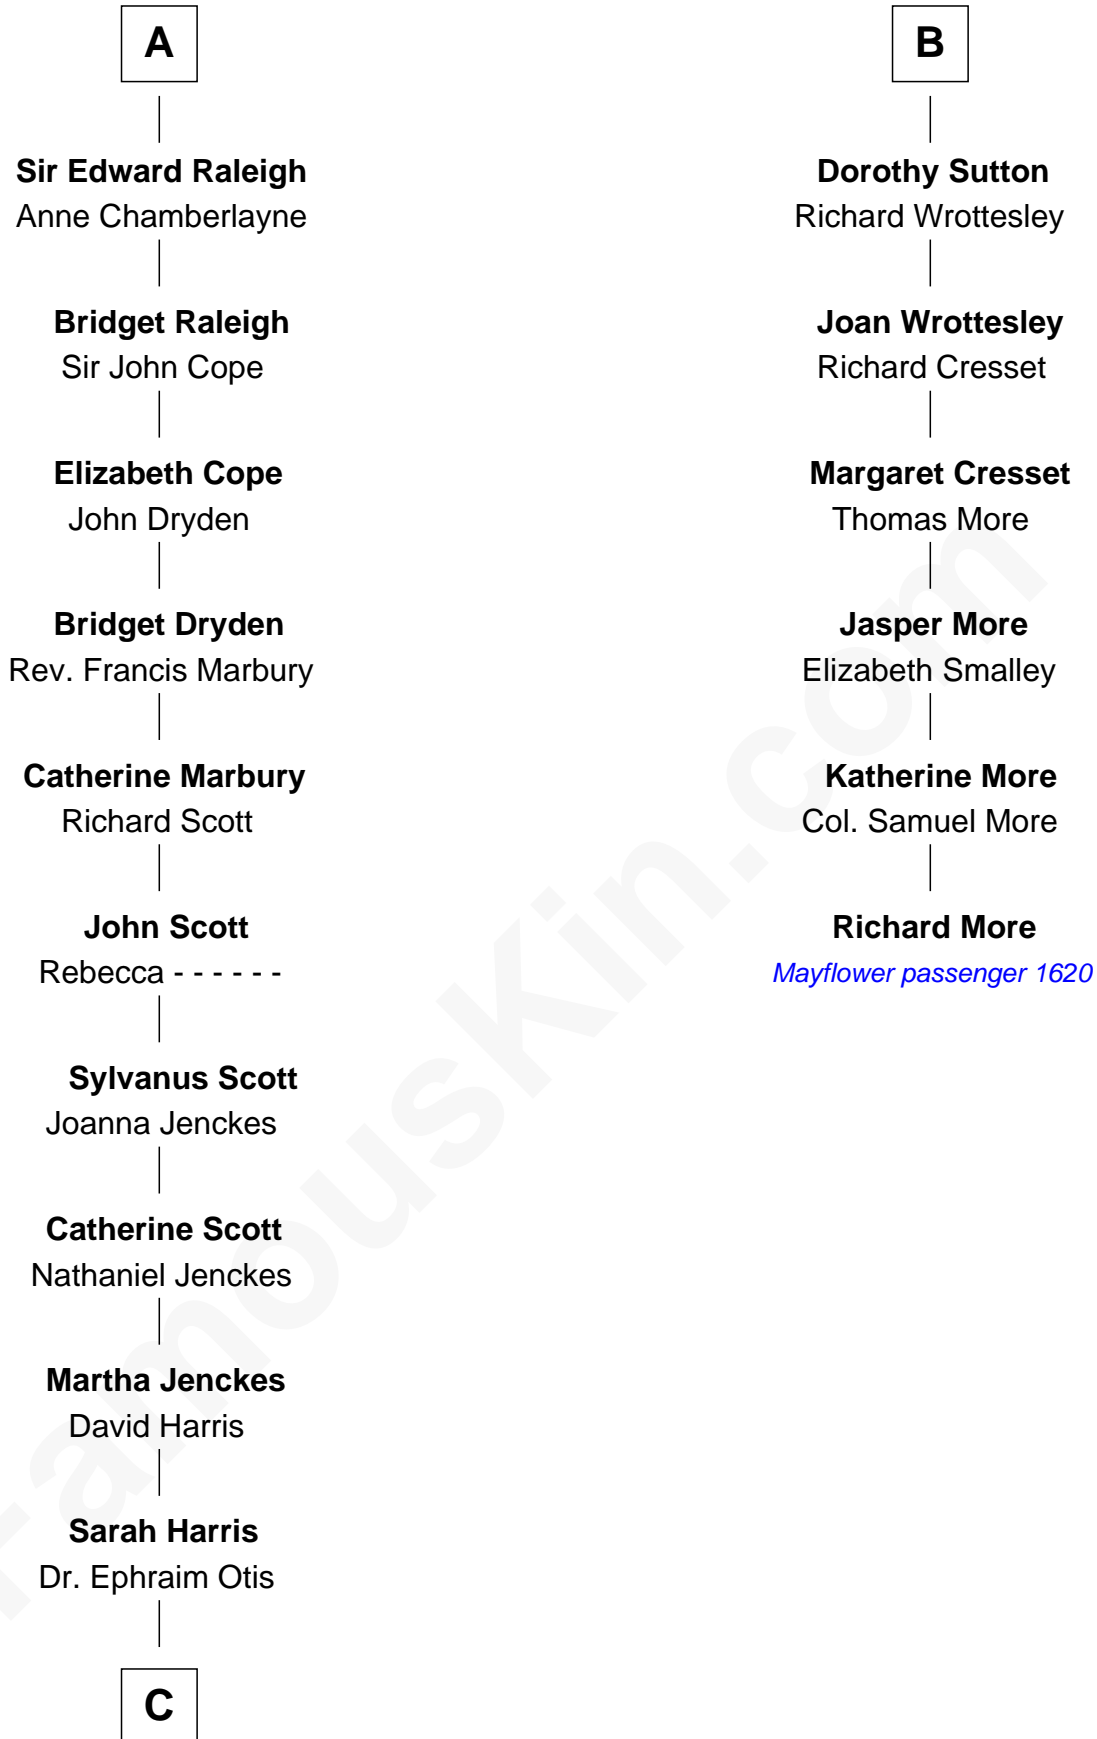 A
Sir Edward Raleigh
Anne Chamberlayne
Bridget Raleigh
Sir John Cope
Elizabeth Cope
John Dryden
Bridget Dryden
Rev. Francis Marbury
Catherine Marbury
Richard Scott
John Scott
Rebecca - - - - - -
Sylvanus Scott
Joanna Jenckes
Catherine Scott
Nathaniel Jenckes
Martha Jenckes
David Harris
Sarah Harris
Dr. Ephraim Otis
C
B
Dorothy Sutton
Richard Wrottesley
Joan Wrottesley
Richard Cresset
Margaret Cresset
Thomas More
Jasper More
Elizabeth Smalley
Katherine More
Col. Samuel More
Richard More
Mayflower passenger 1620
FamousKin.com